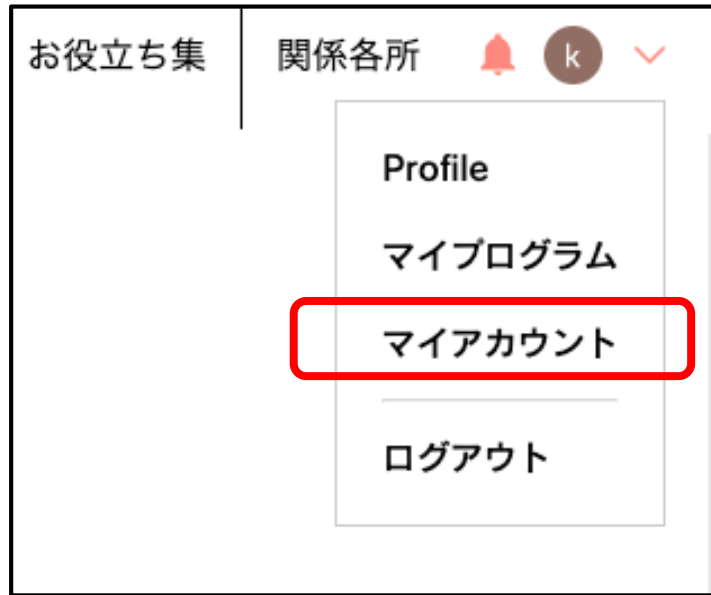 お役立ち集
関係各所
k
Profile
マイプログラム
マイアカウント
ログアウト